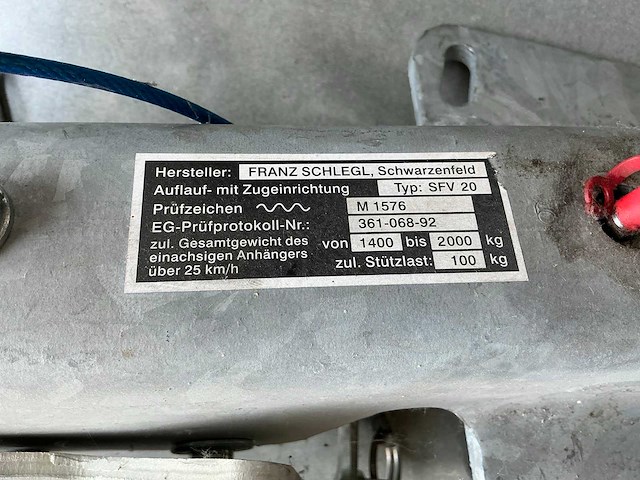 Hersteller: FRANZ SCHLEGL, Schwarzenfeld
Auflauf- mit Zugeinrichtung Typ: SFV 20
Prüfzeichen M 1576
EG-Prüfprotokoll-Nr.: 361-068-92
zul. Gesamtgewicht des von 1400 bis 2000 kg
einachsigen Anhängers
über 25 km/h zul. Stützlast: 100 kg